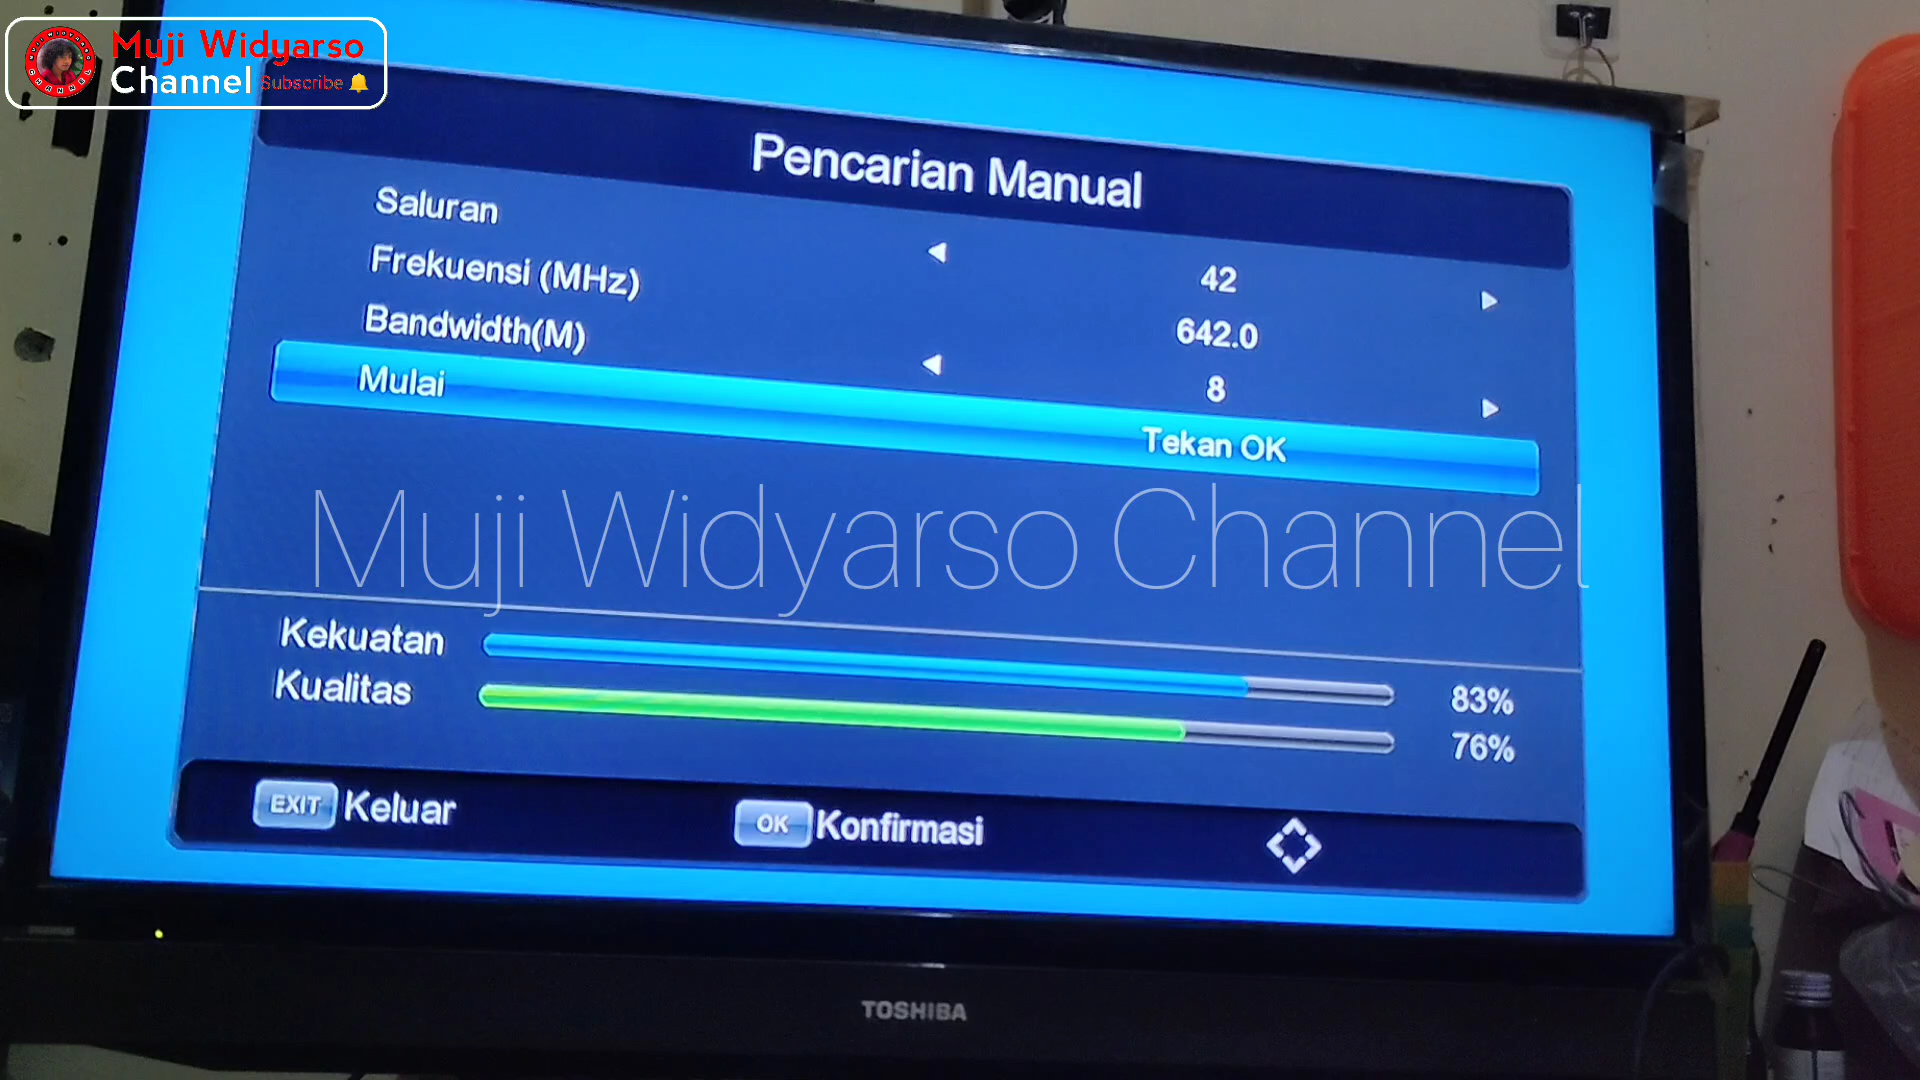 Muji Widyarso
Channel Subscribe
Pencarian Manual
Saluran 42
Frekuensi (MHz) 642.0
Bandwidth(M) 8
Mulai Tekan OK
Muji Widyarso Channel
Kekuatan 83%
Kualitas 76%
EXIT Keluar OK Konfirmasi
TOSHIBA